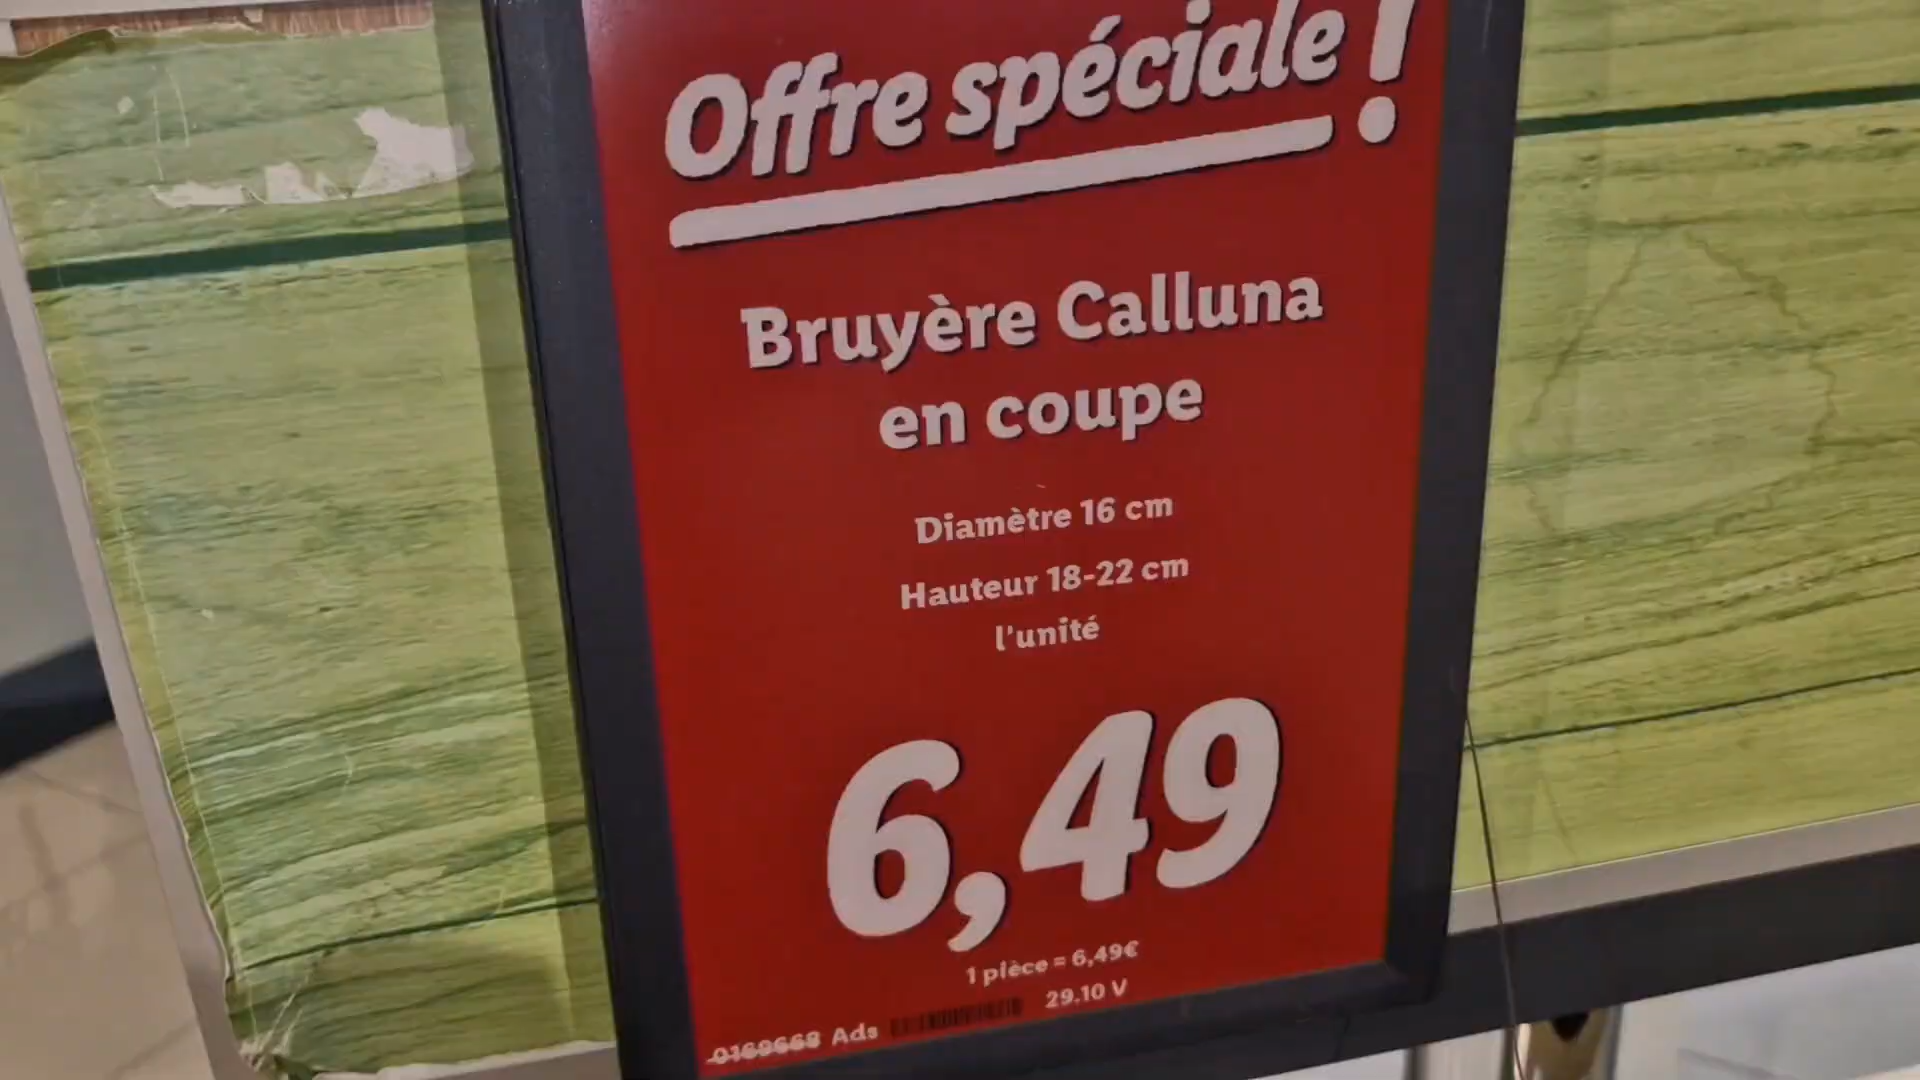 Offre spéciale !
Bruyère Calluna
en coupe
Diamètre 16 cm
Hauteur 18-22 cm
l'unité
6,49
1 pièce = 6,49€
29.10 V
0169668 Ads